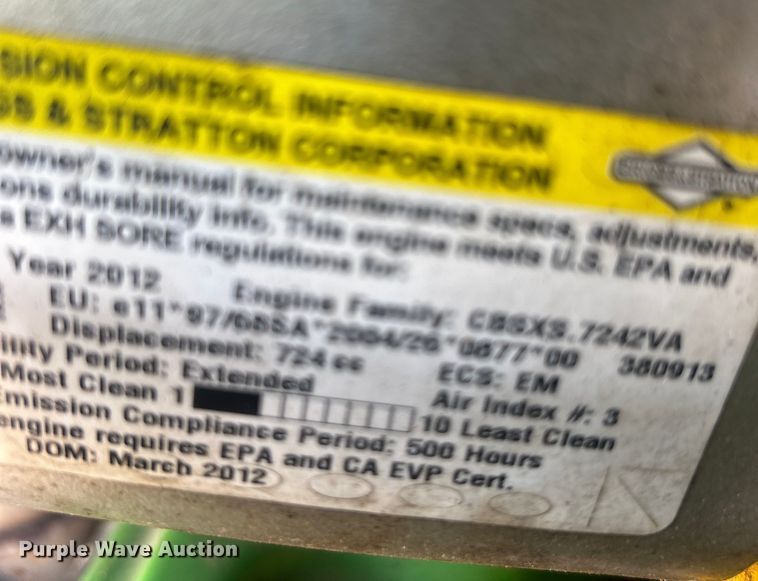 SION CONTROL INFORMATION
GS & STRATTON CORPORATION
owner's manual for maintenance specs, adjustments,
ons durability info. This engine meets U.S. EPA and
EXH SORE regulations for:
Year 2012 Engine Family: CBSXS.7242VA
EU: e11*97/68SA*2004/26*0877*00 380913
Displacement: 724 cc ECS: EM
Period: Extended Air Index #: 3
Most Clean 1 10 Least Clean
mission Compliance Period: 500 Hours
engine requires EPA and CA EVP Cert.
DOM: March 2012
Purple Wave Auction